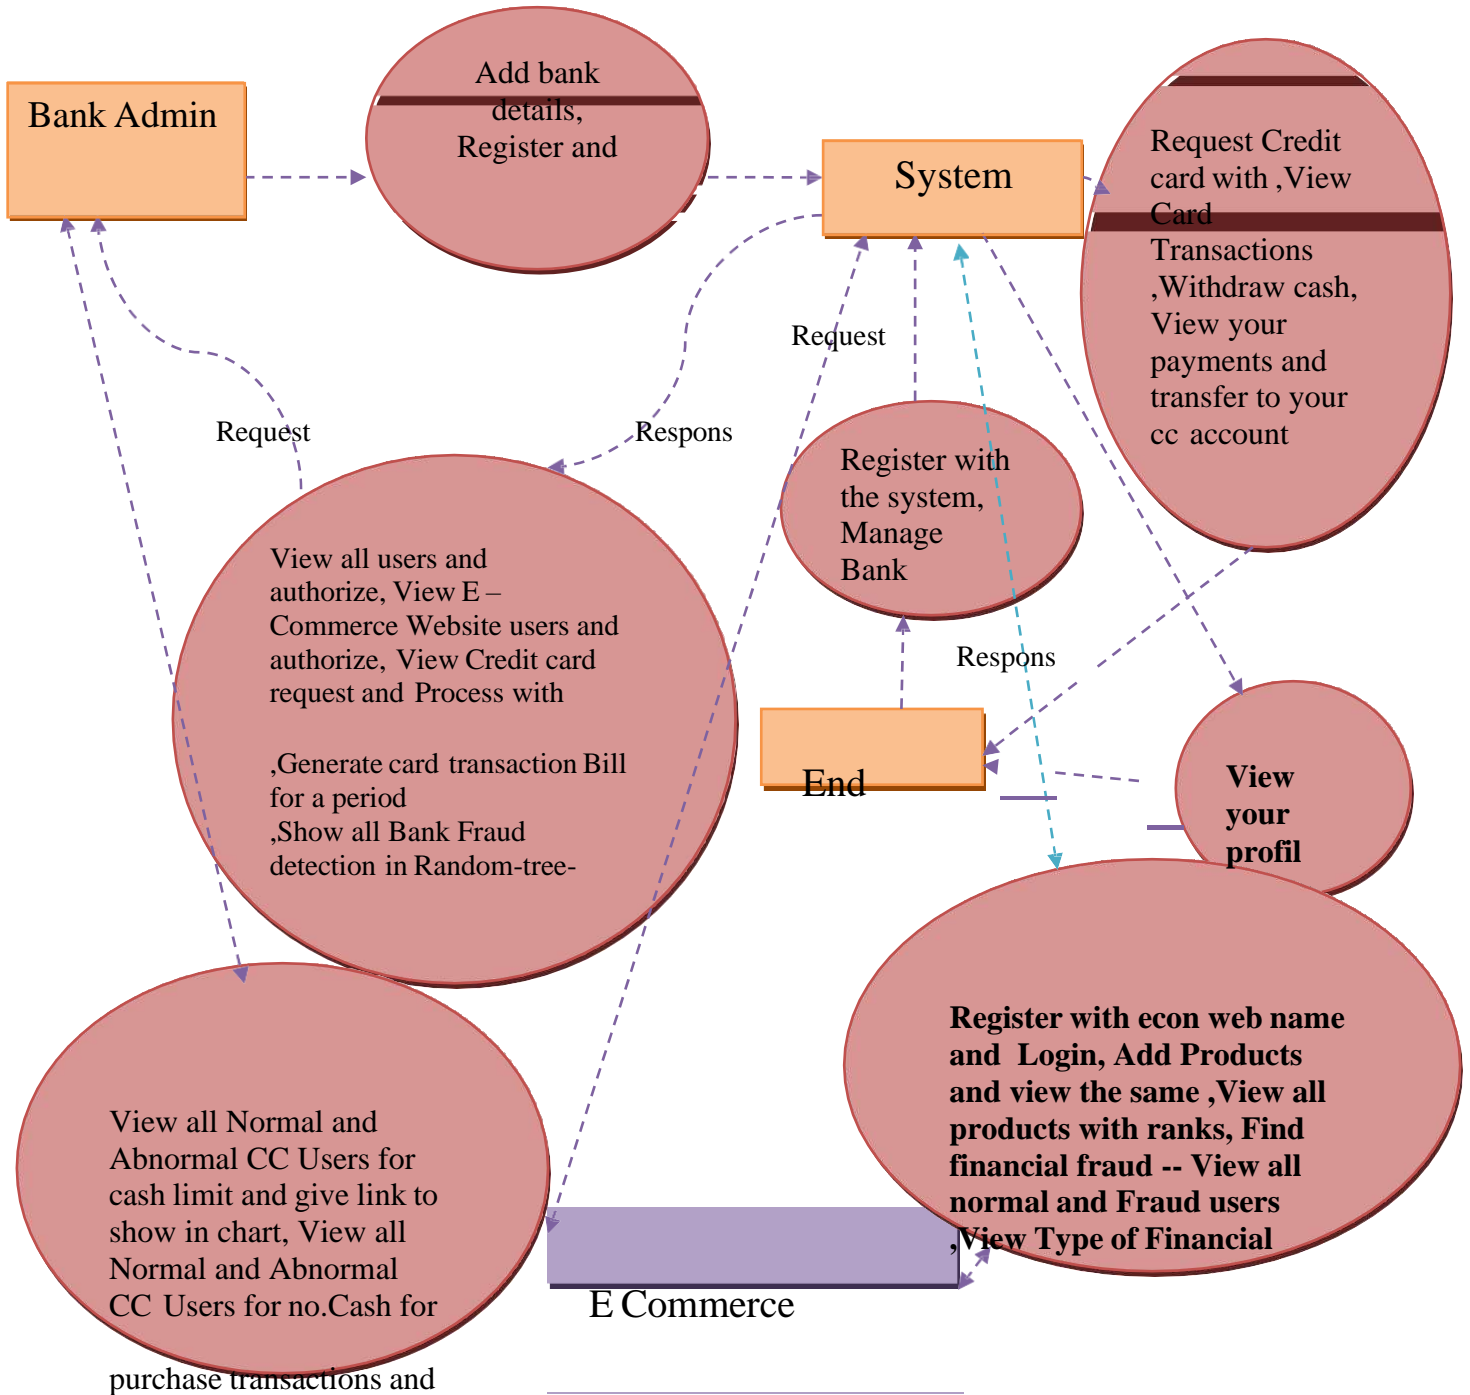 Bank Admin
Add bank
details,
Register and
System
Request Credit
card with ,View
Card
Transactions
,Withdraw cash,
View your
payments and
transfer to your
cc account
Request
Request
Respons
Register with
the system,
Manage
Bank
View all users and
authorize, View E –
Commerce Website users and
authorize, View Credit card
request and Process with
,Generate card transaction Bill
for a period
,Show all Bank Fraud
detection in Random-tree-
Respons
End
View
your
profil
Register with econ web name
and Login, Add Products
and view the same ,View all
products with ranks, Find
financial fraud -- View all
normal and Fraud users
,View Type of Financial
View all Normal and
Abnormal CC Users for
cash limit and give link to
show in chart, View all
Normal and Abnormal
CC Users for no.Cash for
purchase transactions and
E Commerce